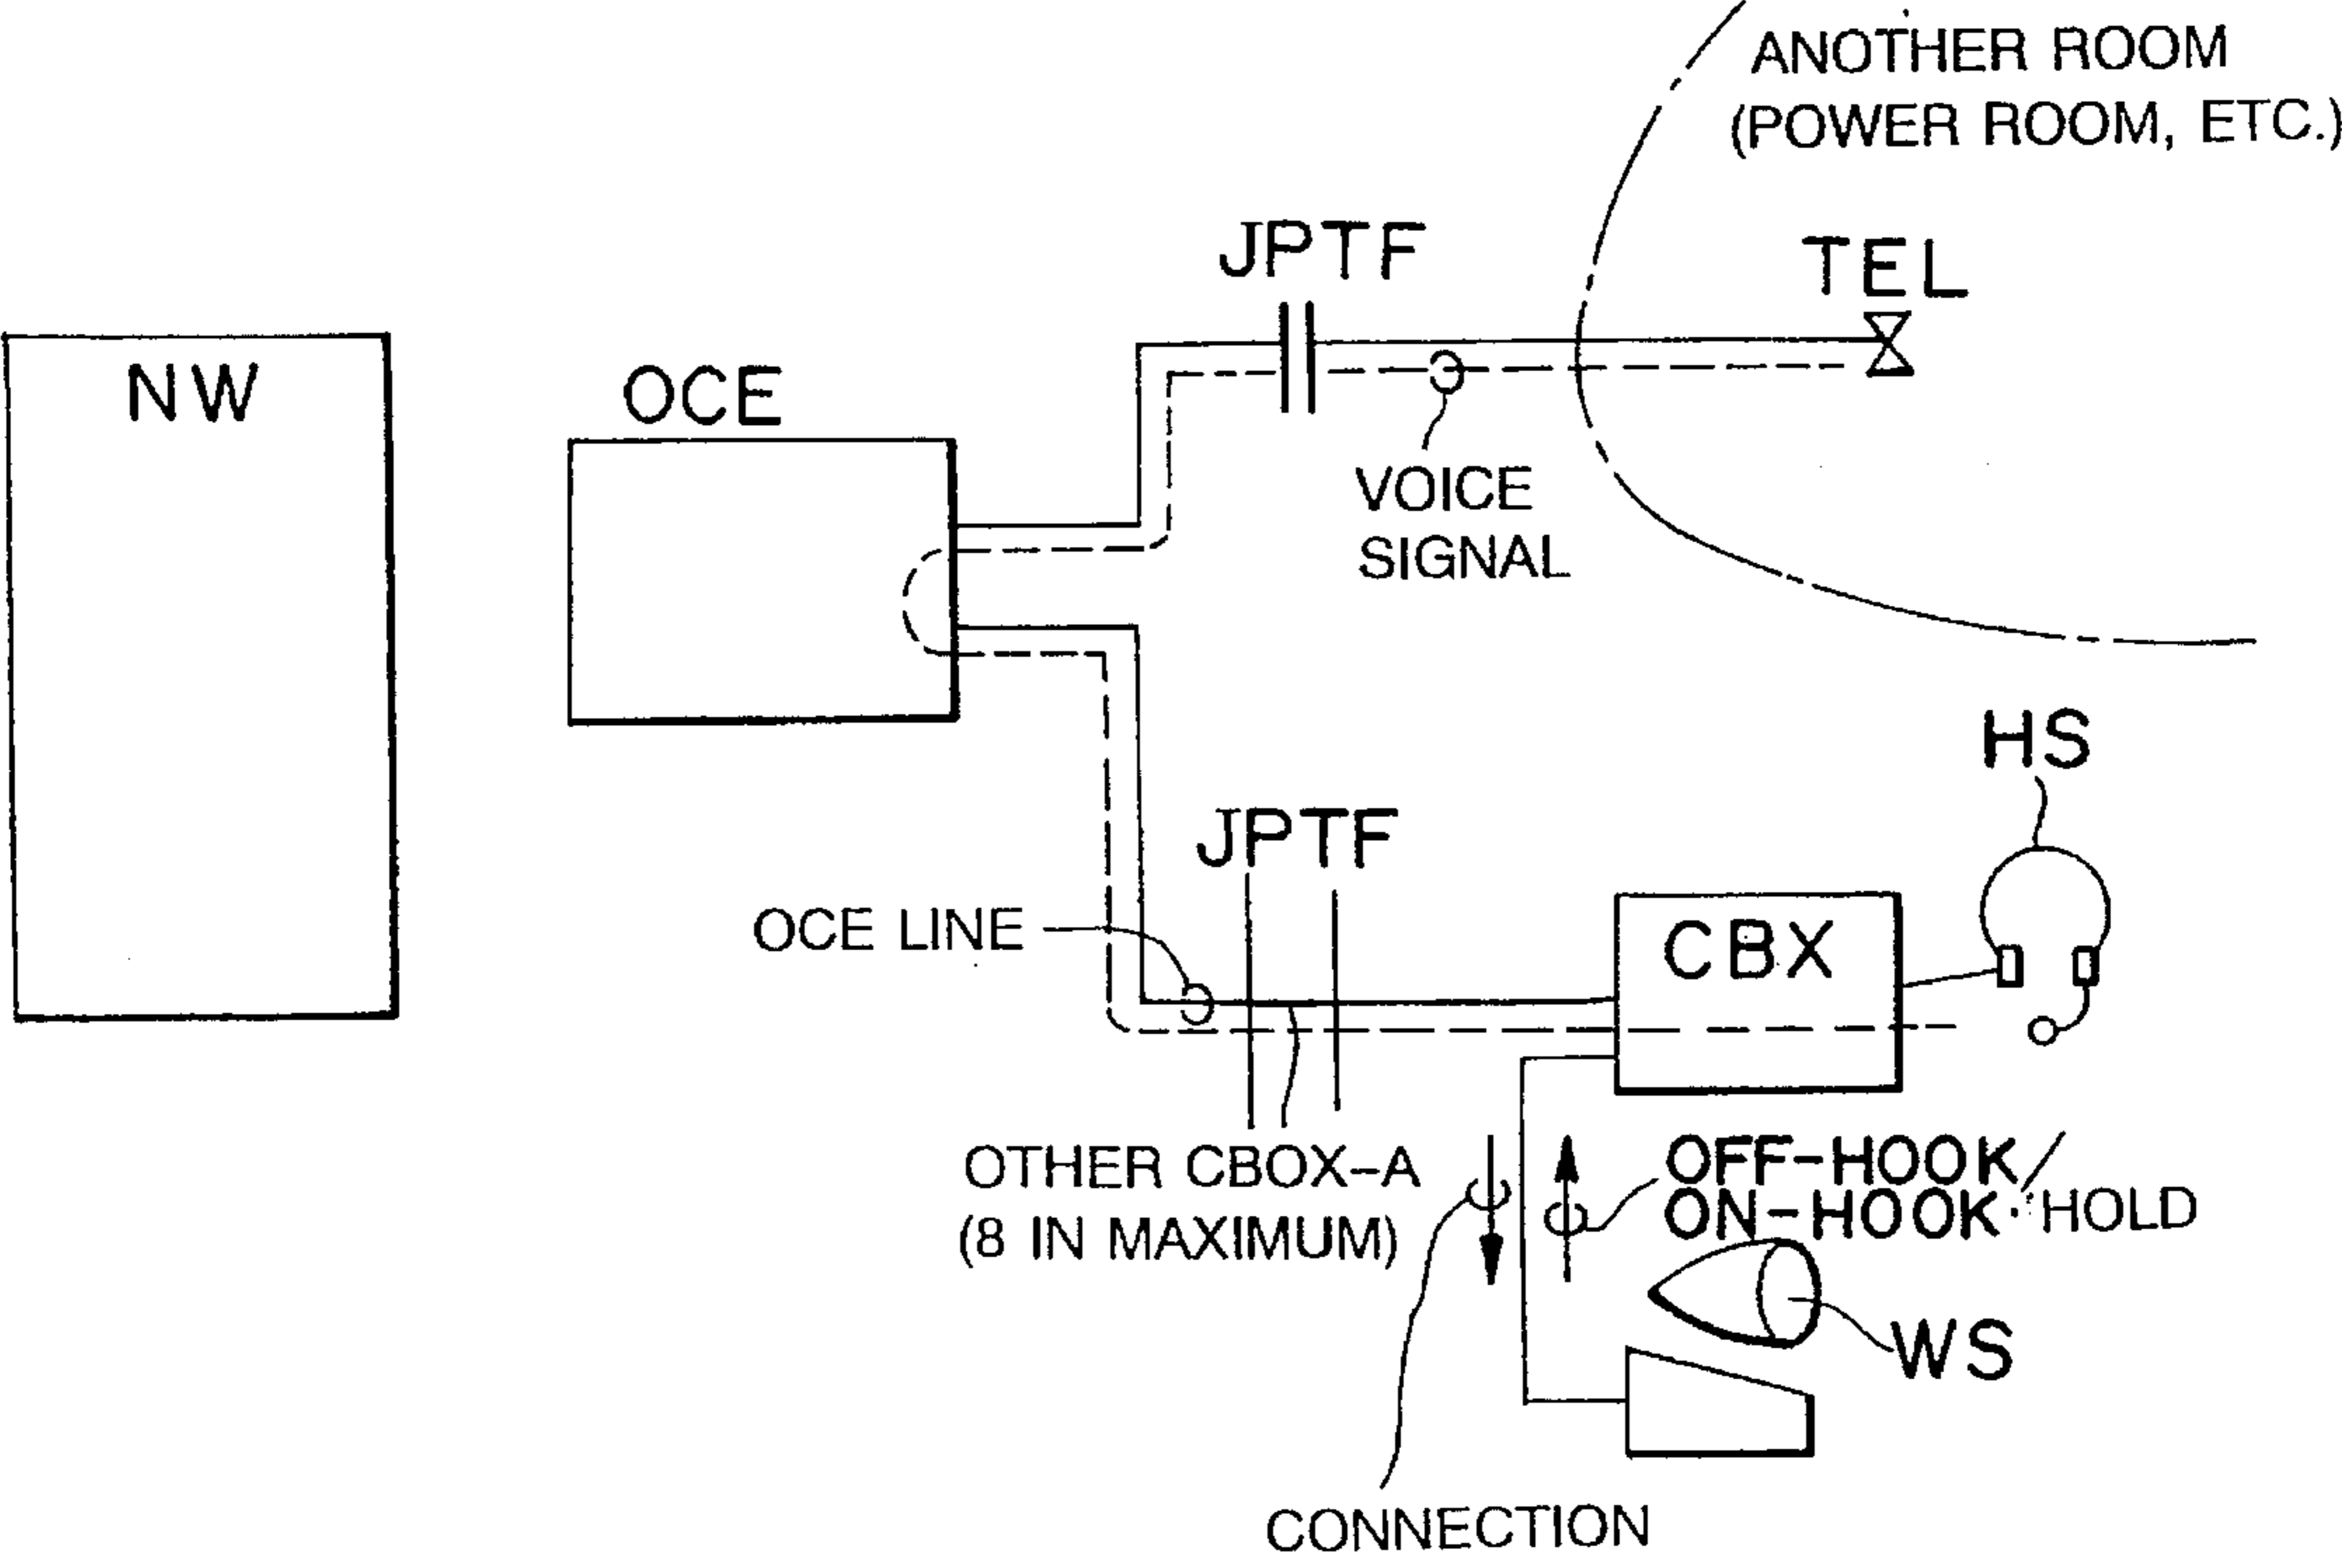 ANOTHER ROOM
(POWER ROOM, ETC.)
JPTF
TEL
NW
OCE
VOICE
SIGNAL
HS
JPTF
OCE LINE
CBX
OTHER CBOX-A
(8 IN MAXIMUM)
OFF-HOOK/
ON-HOOK·HOLD
WS
CONNECTION